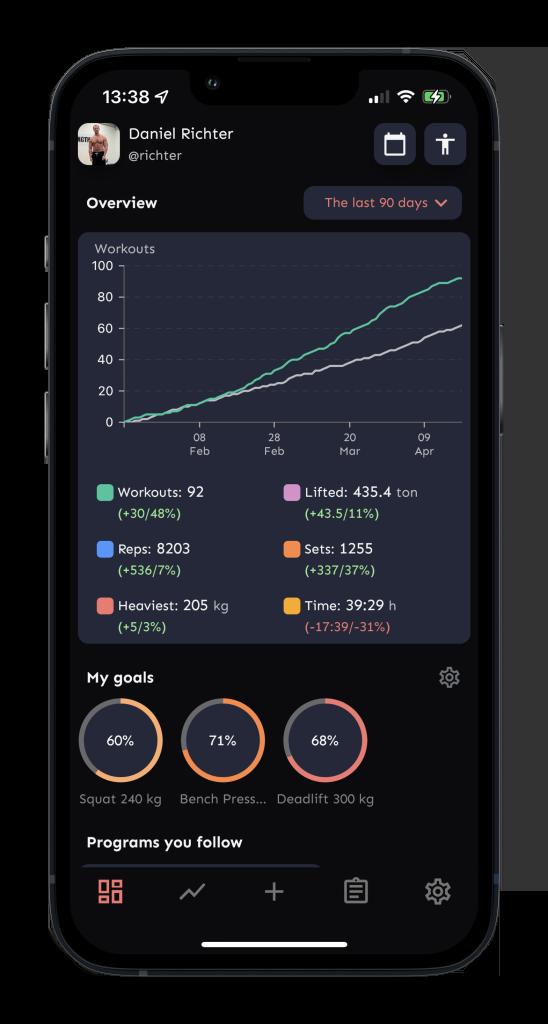 13:38
Daniel Richter
@richter
Overview
The last 90 days
Workouts
100
80
60
40
20
0
08 Feb
28 Feb
20 Mar
09 Apr
Workouts: 92
(+30/48%)
Lifted: 435.4 ton
(+43.5/11%)
Reps: 8203
(+536/7%)
Sets: 1255
(+337/37%)
Heaviest: 205 kg
(+5/3%)
Time: 39:29 h
(-17:39/-31%)
My goals
60%
71%
68%
Squat 240 kg
Bench Press...
Deadlift 300 kg
Programs you follow